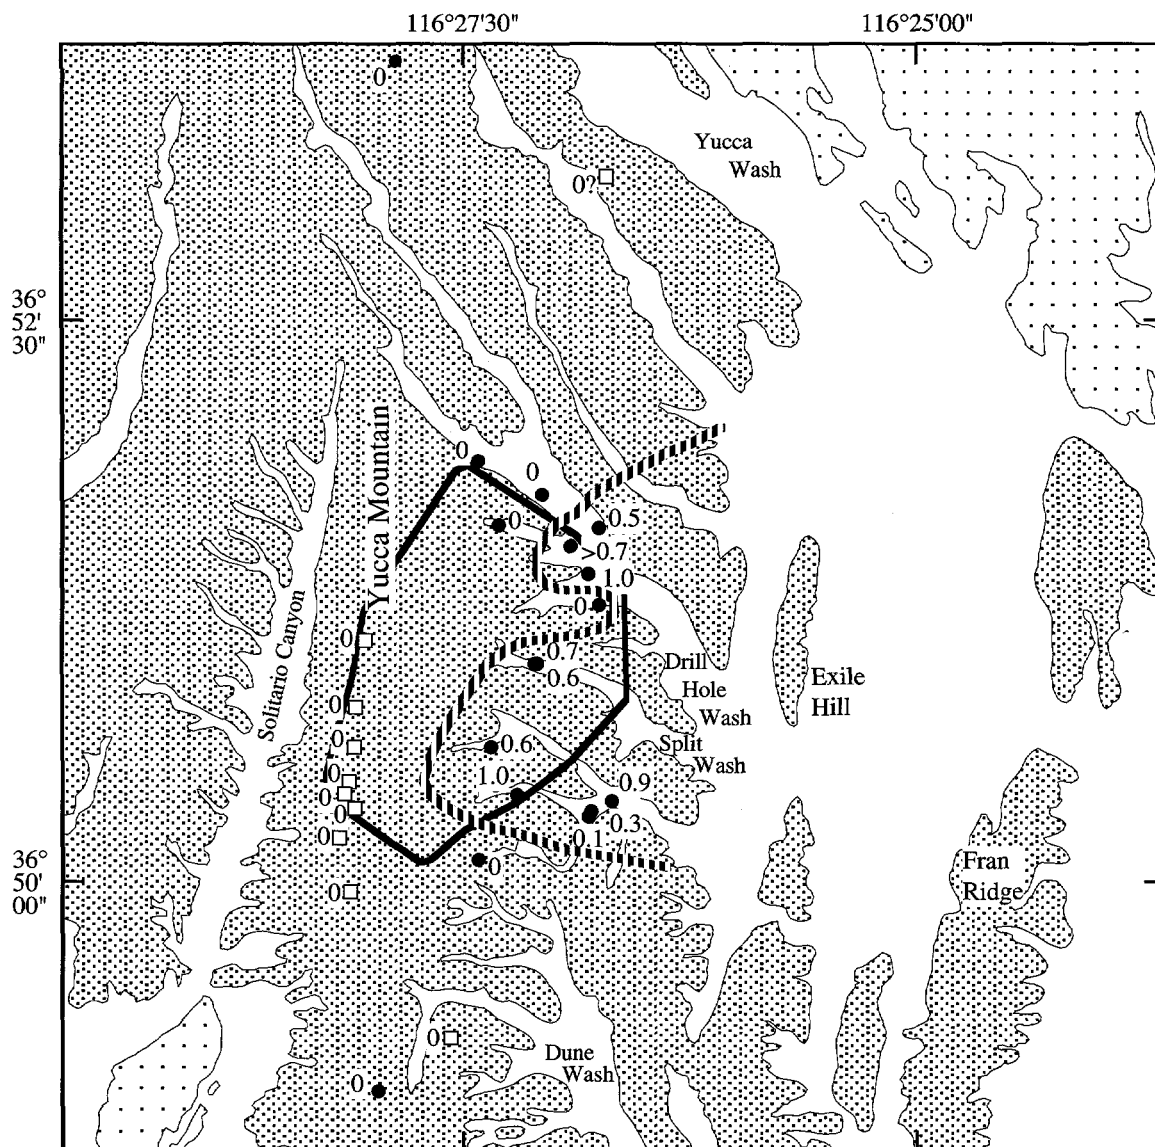 116°27'30"
116°25'00"
0
Yucca
Wash
0?
36°
52'
30"
Yucca Mountain
0
0
0
0.5
>0.7
1.0
0
0
0.7
0.6
Drill
Hole
Wash
Exile
Hill
Solitario Canyon
0
0
0.6
Split
Wash
0
1.0
0.9
0
0
0.3
0
0.1
36°
50'
00"
0
Fran
Ridge
0
0
Dune
Wash
0